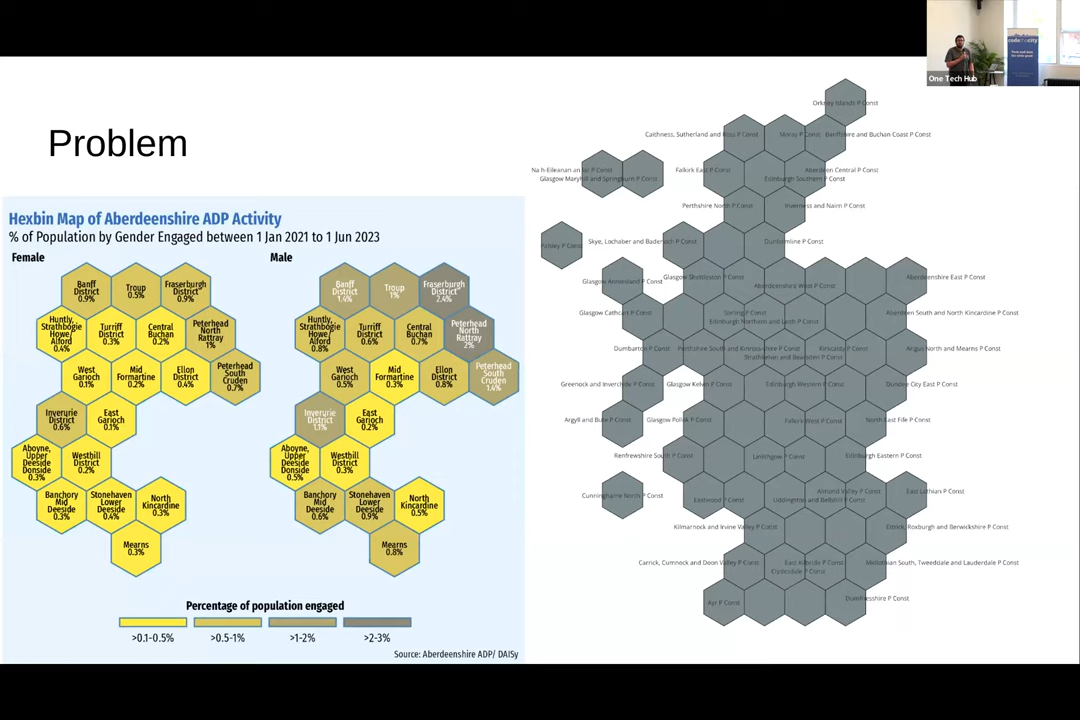 codethecity
One Tech Hub
Problem
Hexbin Map of Aberdeenshire ADP Activity
% of Population by Gender Engaged between 1 Jan 2021 to 1 Jun 2023
Female
Banff
District
0.9%
Troup
0.5%
Fraserburgh
District
0.9%
Huntly,
Strathbogie
Howe/
Alford
0.4%
Turriff
District
0.3%
Central
Buchan
0.2%
Peterhead
North
Rattray
1%
West
Garioch
0.1%
Mid
Formartine
0.2%
Ellon
District
0.4%
Peterhead
South
Cruden
0.7%
Inverurie
District
0.6%
East
Garioch
0.1%
Aboyne,
Upper
Deeside
Donside
0.3%
Westhill
District
0.2%
Banchory
Mid
Deeside
0.3%
Stonehaven
Lower
Deeside
0.4%
North
Kincardine
0.3%
Mearns
0.3%
Male
Banff
District
1.4%
Troup
1%
Fraserburgh
District
2.4%
Huntly,
Strathbogie
Howe/
Alford
0.8%
Turriff
District
0.6%
Central
Buchan
0.7%
Peterhead
North
Rattray
2%
West
Garioch
0.5%
Mid
Formartine
0.3%
Ellon
District
0.8%
Peterhead
South
Cruden
1.4%
Inverurie
District
1.1%
East
Garioch
0.2%
Aboyne,
Upper
Deeside
Donside
0.5%
Westhill
District
0.3%
Banchory
Mid
Deeside
0.6%
Stonehaven
Lower
Deeside
0.9%
North
Kincardine
0.5%
Mearns
0.8%
Percentage of population engaged
>0.1-0.5%
>0.5-1%
>1-2%
>2-3%
Source: Aberdeenshire ADP/ DAISy
Orkney Islands P Const
Caithness, Sutherland and Ross P Const
Moray P Const
Banffshire and Buchan Coast P Const
Na h-Eileanan an Iar P Const
Falkirk East P Const
Aberdeen Central P Const
Glasgow Maryhill and Springburn P Const
Edinburgh Southern P Const
Perthshire North P Const
Inverness and Nairn P Const
Paisley P Const
Skye, Lochaber and Badenoch P Const
Dunfermline P Const
Glasgow Anniesland P Const
Glasgow Shettleston P Const
Aberdeenshire West P Const
Aberdeenshire East P Const
Glasgow Cathcart P Const
Stirling P Const
Aberdeen South and North Kincardine P Const
Edinburgh Northern and Leith P Const
Dumbarton P Const
Perthshire South and Kinross-shire P Const
Kirkcaldy P Const
Angus North and Mearns P Const
Strathkelvin and Bearsden P Const
Greenock and Inverclyde P Const
Glasgow Kelvin P Const
Edinburgh Western P Const
Dundee City East P Const
Argyll and Bute P Const
Glasgow Pollok P Const
Falkirk West P Const
North East Fife P Const
Renfrewshire South P Const
Linlithgow P Const
Edinburgh Eastern P Const
Cunninghame North P Const
Eastwood P Const
Almond Valley P Const
East Lothian P Const
Uddingston and Bellshill P Const
Kilmarnock and Irvine Valley P Const
Ettrick, Roxburgh and Berwickshire P Const
Carrick, Cumnock and Doon Valley P Const
East Kilbride P Const
Midlothian South, Tweeddale and Lauderdale P Const
Clydesdale P Const
Ayr P Const
Dumfriesshire P Const